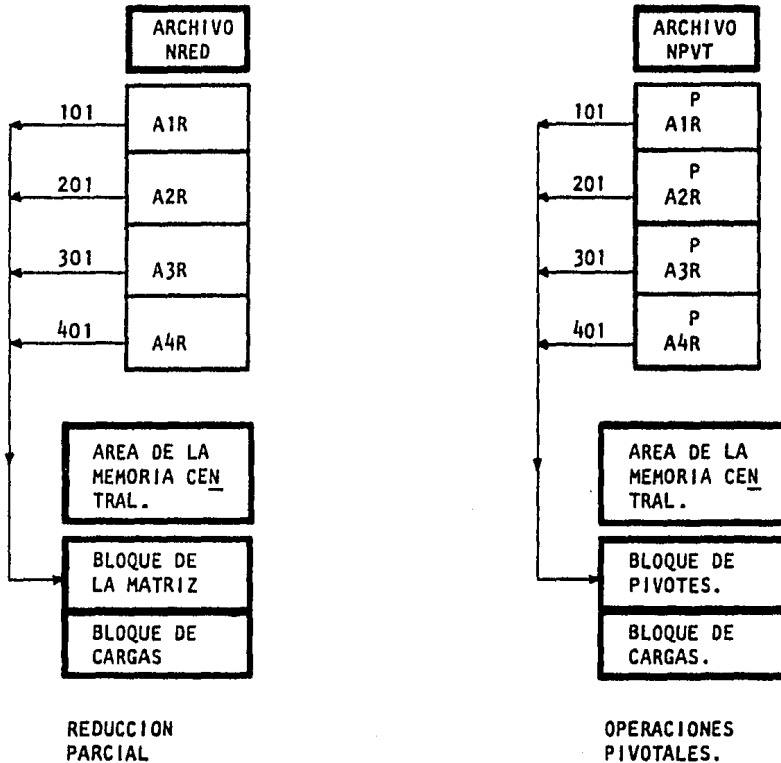 ARCHIVO
NRED
101
A1R
201
A2R
301
A3R
401
A4R
AREA DE LA
MEMORIA CEN
TRAL.
BLOQUE DE
LA MATRIZ
BLOQUE DE
CARGAS
REDUCCION
PARCIAL
ARCHIVO
NPVT
P
101
A1R
P
201
A2R
P
301
A3R
P
401
A4R
AREA DE LA
MEMORIA CEN
TRAL.
BLOQUE DE
PIVOTES.
BLOQUE DE
CARGAS.
OPERACIONES
PIVOTALES.